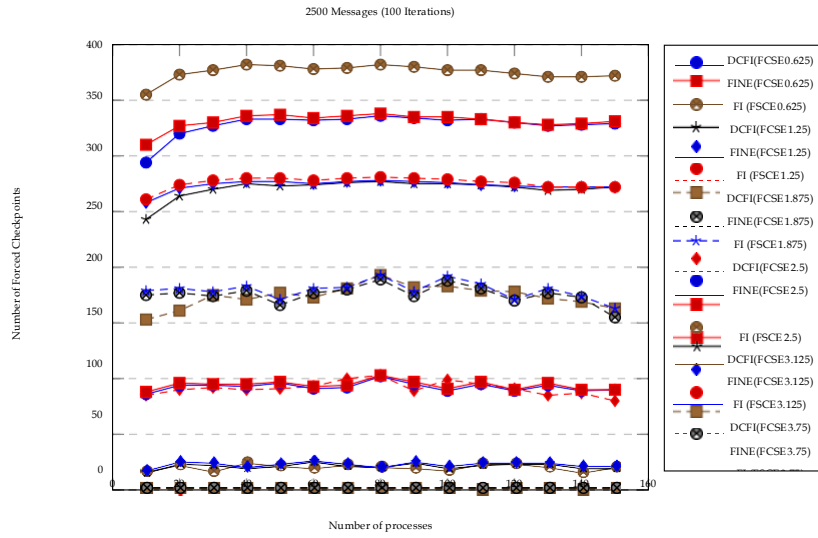 2500 Messages (100 Iterations)
400
350
300
250
200
150
100
50
0
0
20
40
60
80
100
120
140
160
Number of Forced Checkpoints
Number of processes
DCFI(FCSE0.625)
FINE(FCSE0.625)
FI (FSCE0.625)
DCFI(FCSE1.25)
FINE(FCSE1.25)
FI (FSCE1.25)
DCFI(FCSE1.875)
FINE(FCSE1.875)
FI (FSCE1.875)
DCFI(FCSE2.5)
FINE(FCSE2.5)
FI (FSCE2.5)
DCFI(FCSE3.125)
FINE(FCSE3.125)
FI (FSCE3.125)
DCFI(FCSE3.75)
FINE(FCSE3.75)